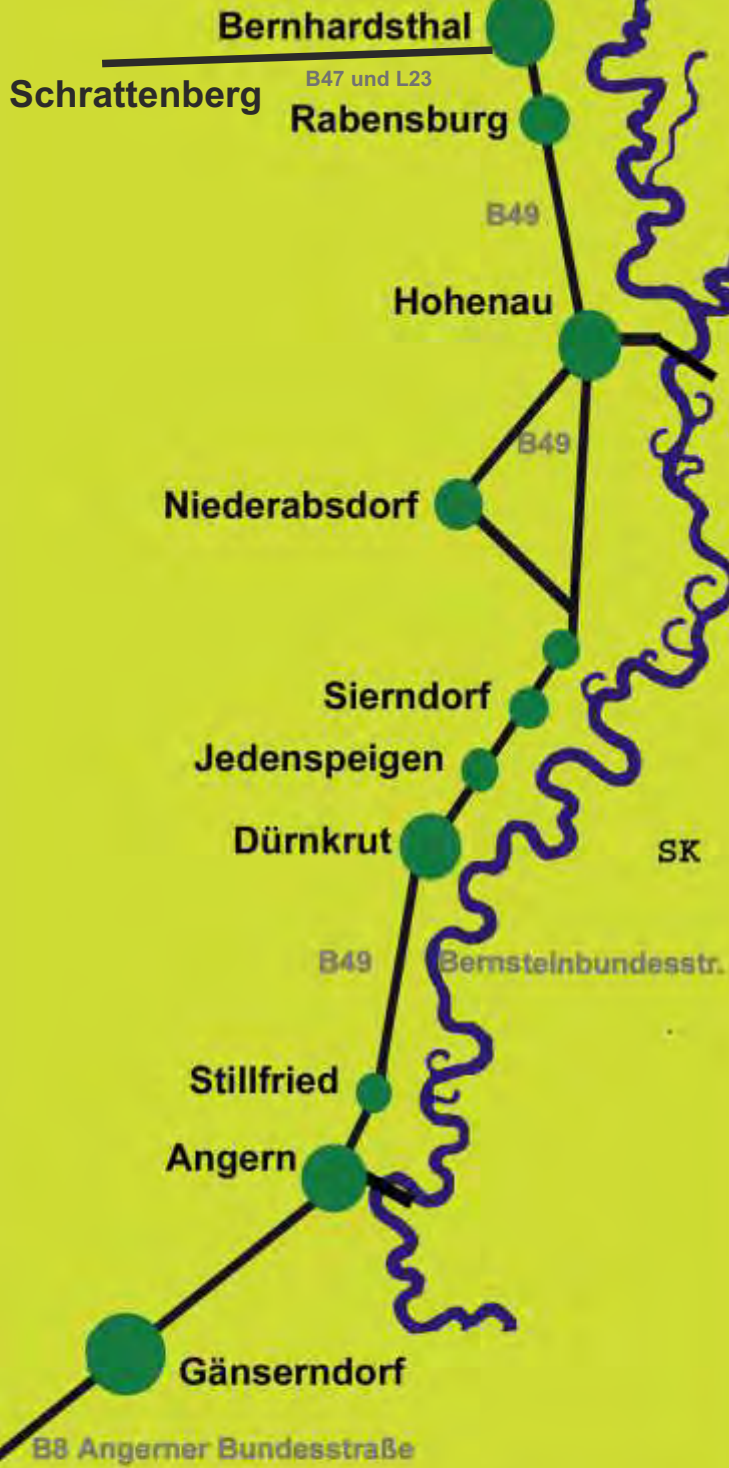 Bernhardsthal
B47 und L23
Schrattenberg
Rabensburg
B49
Hohenau
B49
Niederabsdorf
Sierndorf
Jedenspeigen
Dürnkrut
SK
B49
Bernsteinbundesstr.
Stillfried
Angern
Gänserndorf
B8 Angerner Bundesstraße